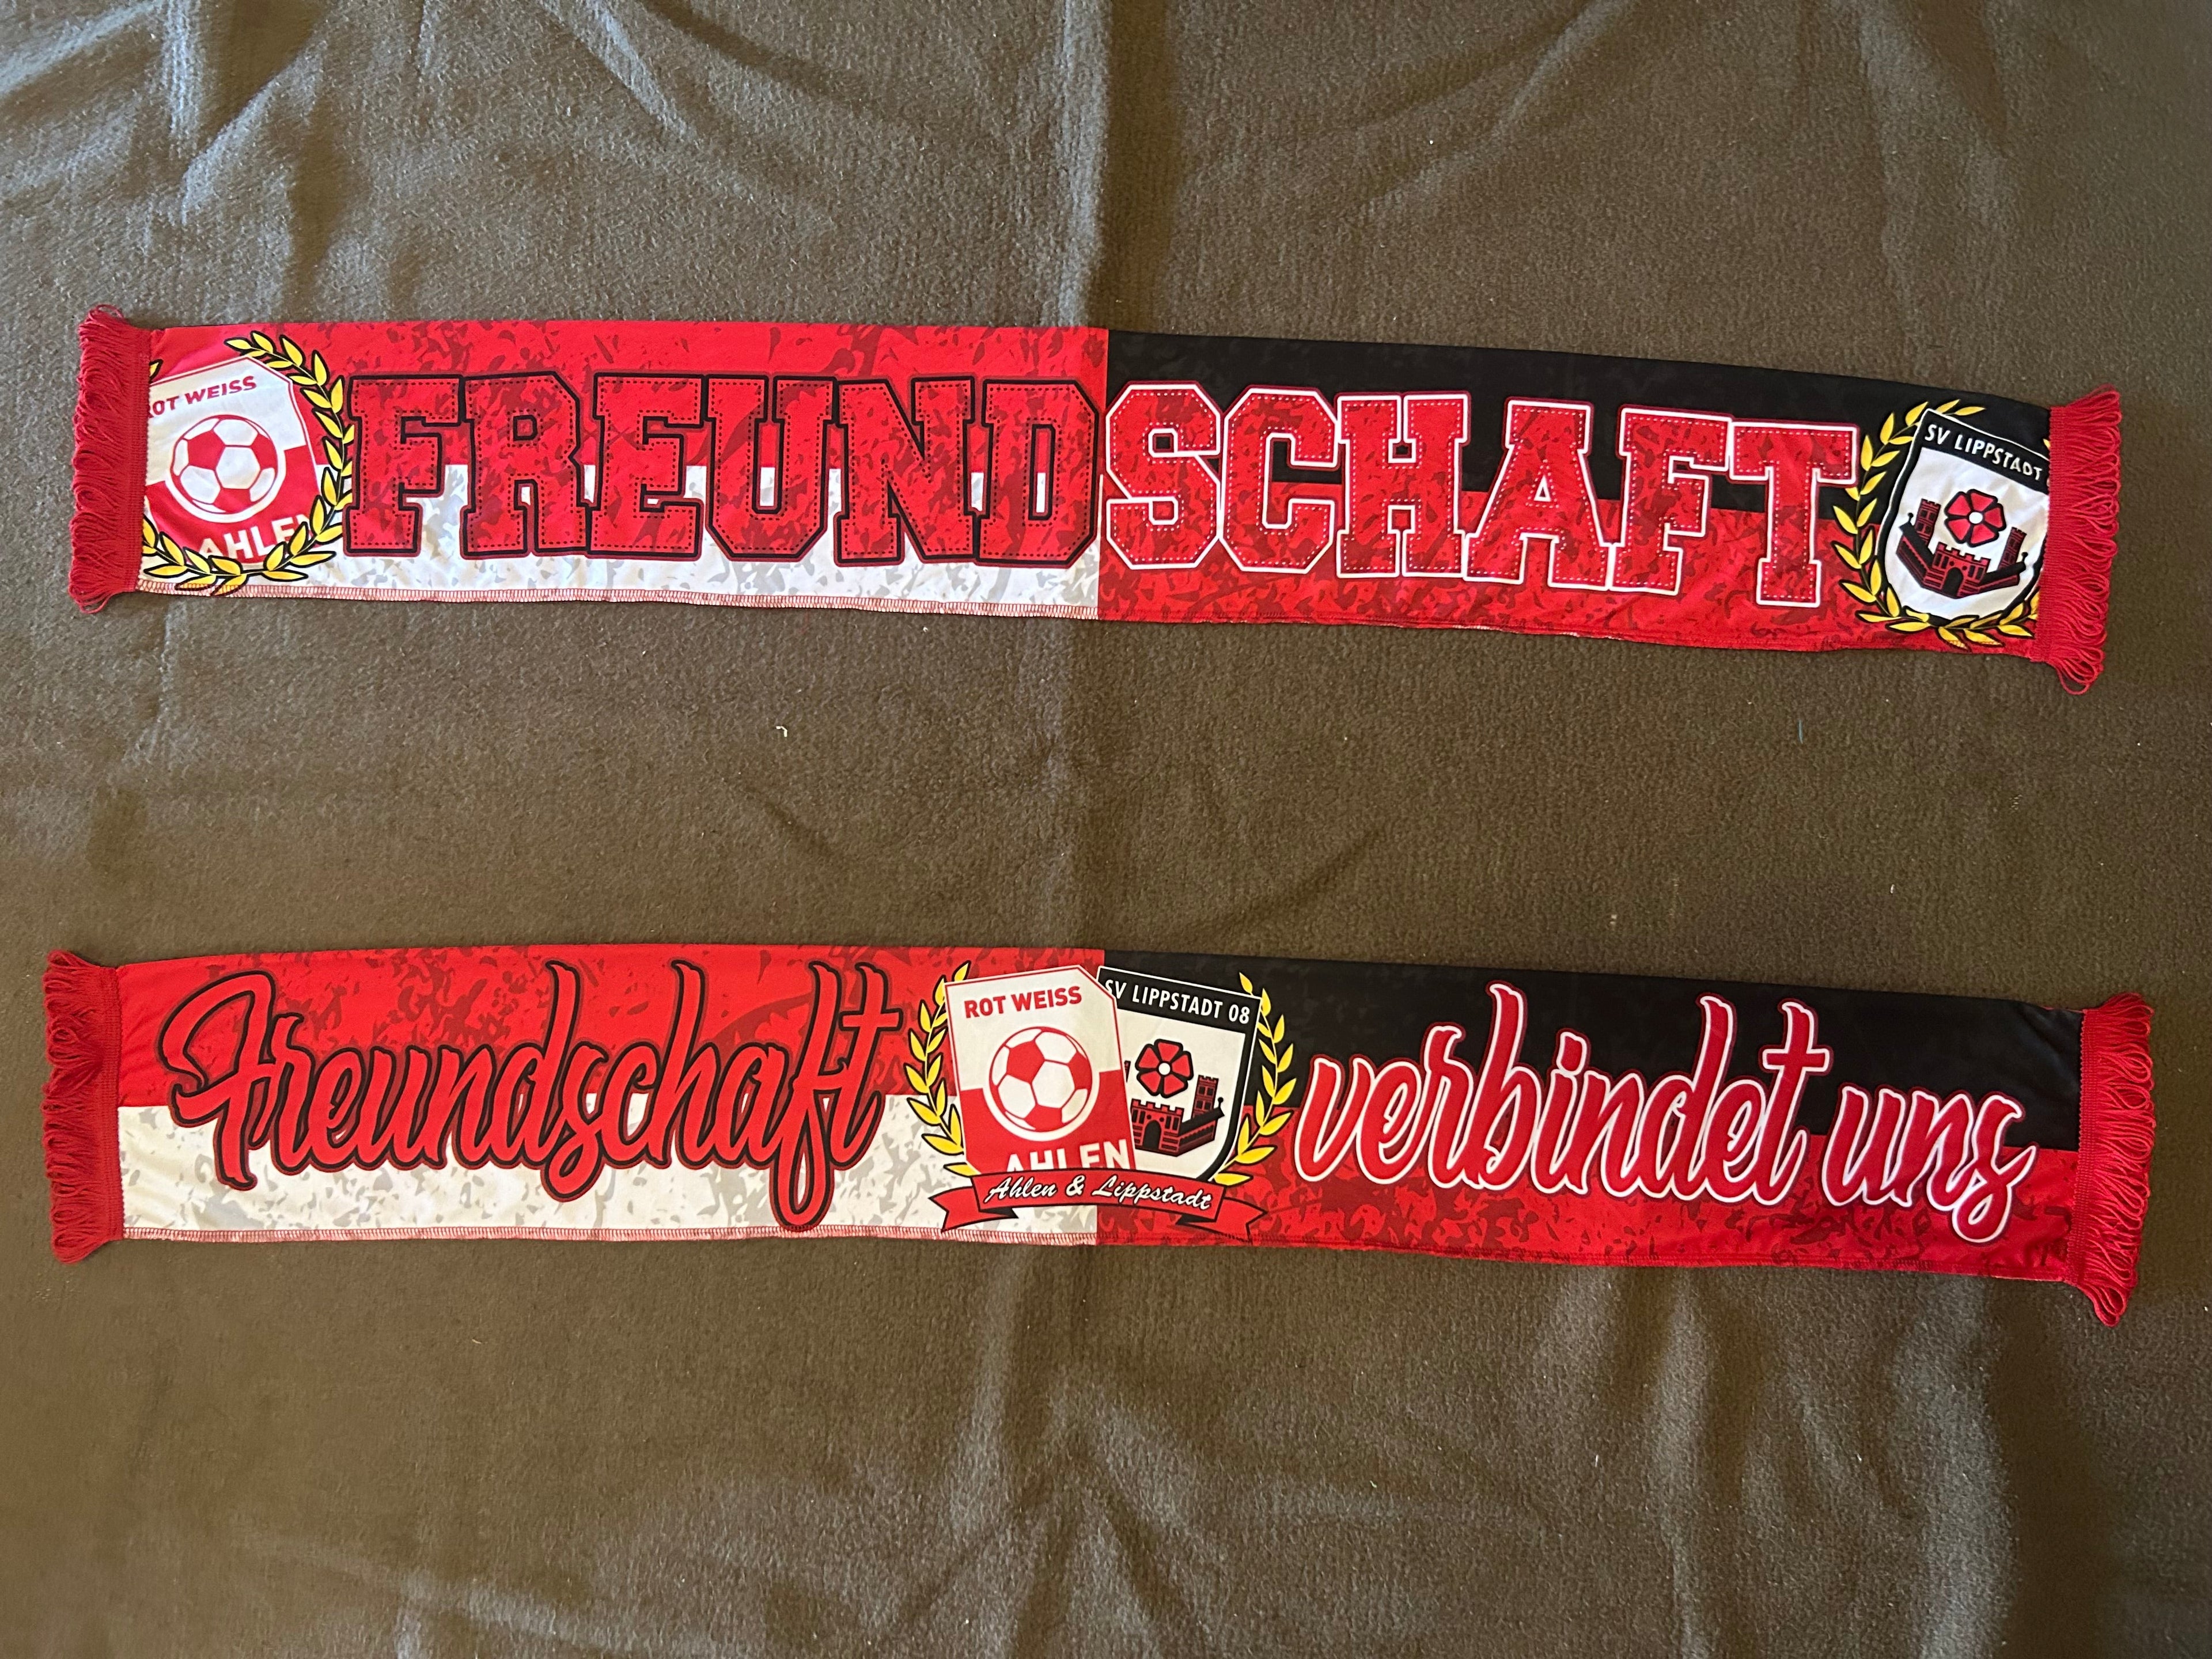 ROT WEISS
AHLEN
FREUNDSCHAFT
SV LIPPSTADT
Freundschaft
ROT WEISS
AHLEN
SV LIPPSTADT 08
Ahlen & Lippstadt
verbindet uns